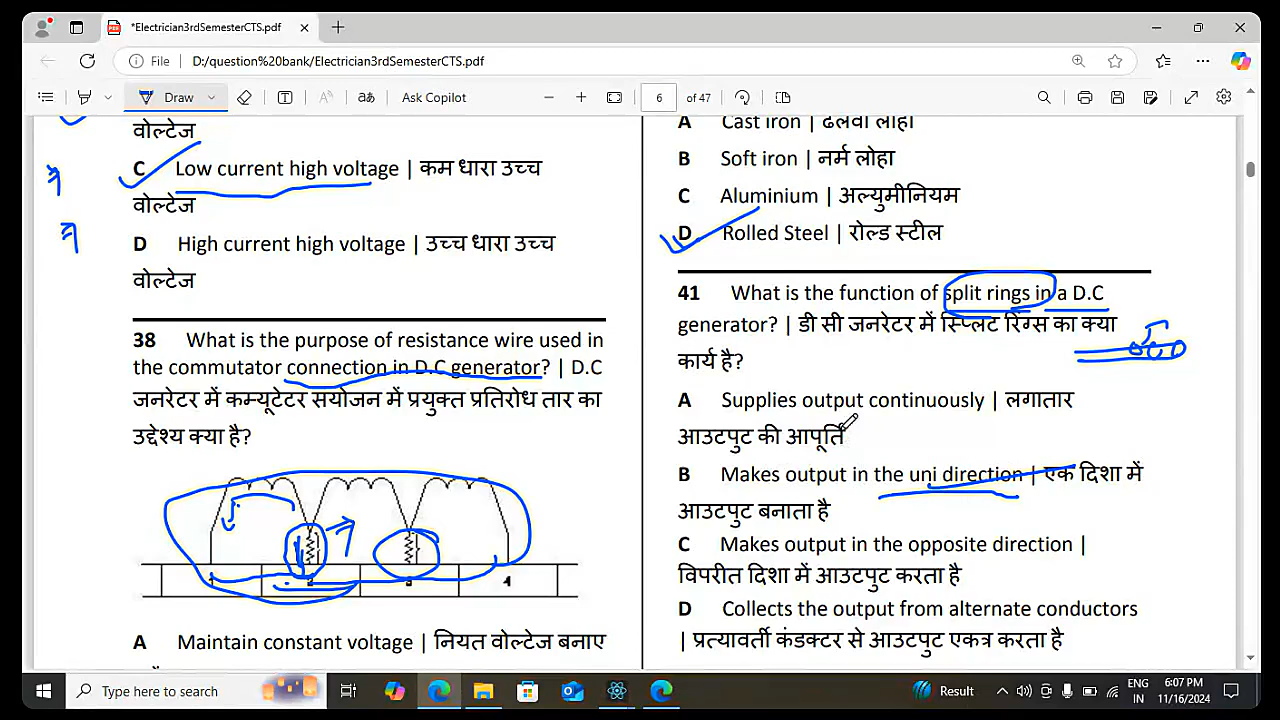 *Electrician3rdSemesterCTS.pdf
File
D:/question%20bank/Electrician3rdSemesterCTS.pdf
Draw
Ask Copilot
6 of 47
वोल्टेज
C Low current high voltage | कम धारा उच्च
वोल्टेज
D High current high voltage | उच्च धारा उच्च
वोल्टेज
38 What is the purpose of resistance wire used in
the commutator connection in D.C generator? | D.C
जनरेटर में कम्यूटेटर सयोजन में प्रयुक्त प्रतिरोध तार का
उद्देश्य क्या है?
4
A Maintain constant voltage | नियत वोल्टेज बनाए
A Cast iron | ढलवां लोहा
B Soft iron | नर्म लोहा
C Aluminium | अल्युमीनियम
D Rolled Steel | रोल्ड स्टील
41 What is the function of split rings in a D.C
generator? | डी सी जनरेटर में स्प्लिट रिंग्स का क्या
कार्य है?
A Supplies output continuously | लगातार
आउटपुट की आपूर्ति
B Makes output in the uni direction | एक दिशा में
आउटपुट बनाता है
C Makes output in the opposite direction |
विपरीत दिशा में आउटपुट करता है
D Collects the output from alternate conductors
| प्रत्यावर्ती कंडक्टर से आउटपुट एकत्र करता है
Type here to search
Result
ENG
IN
6:07 PM
11/16/2024